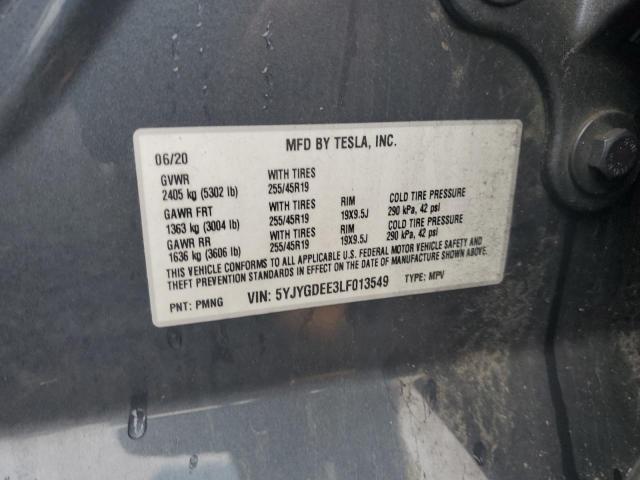 MFD BY TESLA, INC.
06/20
GVWR WITH TIRES
2405 kg (5302 lb) 255/45R19
GAWR FRT WITH TIRES RIM COLD TIRE PRESSURE
1363 kg (3004 lb) 255/45R19 19X9.5J 290 kPa, 42 psi
GAWR RR WITH TIRES RIM COLD TIRE PRESSURE
1636 kg (3606 lb) 255/45R19 19X9.5J 290 kPa, 42 psi
THIS VEHICLE CONFORMS TO ALL APPLICABLE U.S. FEDERAL MOTOR VEHICLE SAFETY AND
THEFT PREVENTION STANDARDS IN EFFECT ON THE DATE OF MANUFACTURE SHOWN ABOVE.
PNT: PMNG VIN: 5YJYGDEE3LF013549 TYPE: MPV